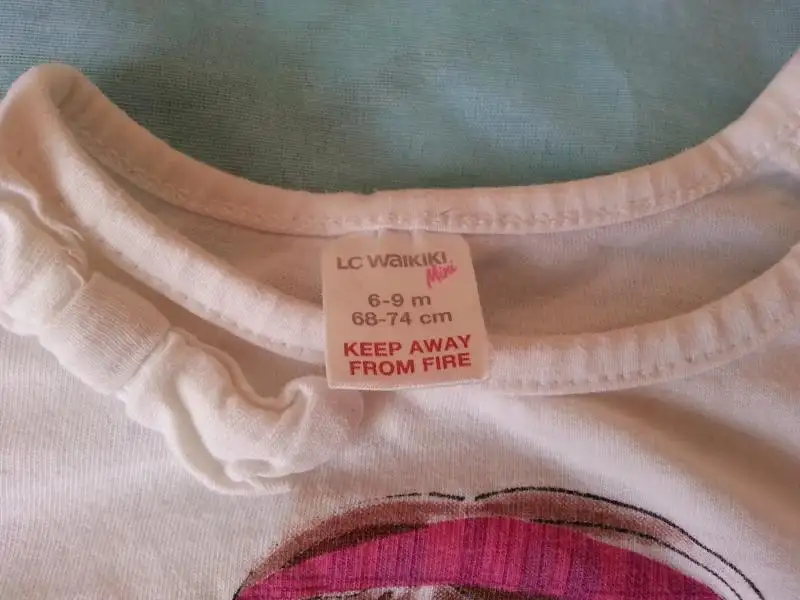 LC WAIKIKI
Mini
6-9 m
68-74 cm
KEEP AWAY
FROM FIRE